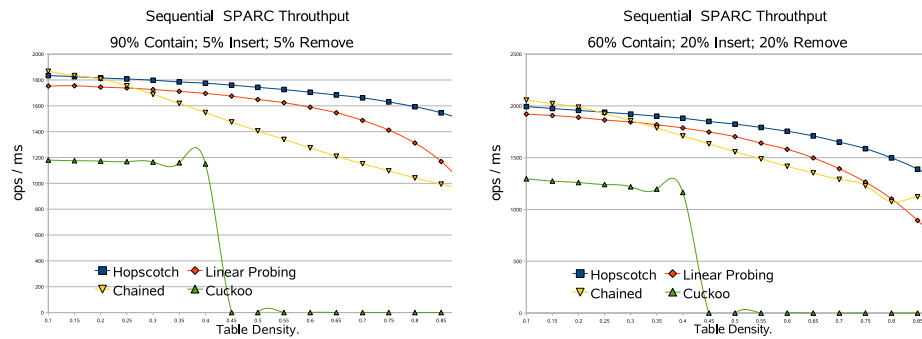 Sequential SPARC Throuthput
90% Contain; 5% Insert; 5% Remove
ops / ms
2000
1800
1600
1400
1200
1000
800
600
400
200
0
Hopscotch
Linear Probing
Chained
Cuckoo
0.1 0.15 0.2 0.25 0.3 0.35 0.4 0.45 0.5 0.55 0.6 0.65 0.7 0.75 0.8 0.85
Table Density.
Sequential SPARC Throuthput
60% Contain; 20% Insert; 20% Remove
ops / ms
2500
2000
1500
1000
500
0
Hopscotch
Linear Probing
Chained
Cuckoo
0.1 0.15 0.2 0.25 0.3 0.35 0.4 0.45 0.5 0.55 0.6 0.65 0.7 0.75 0.8 0.85
Table Density.